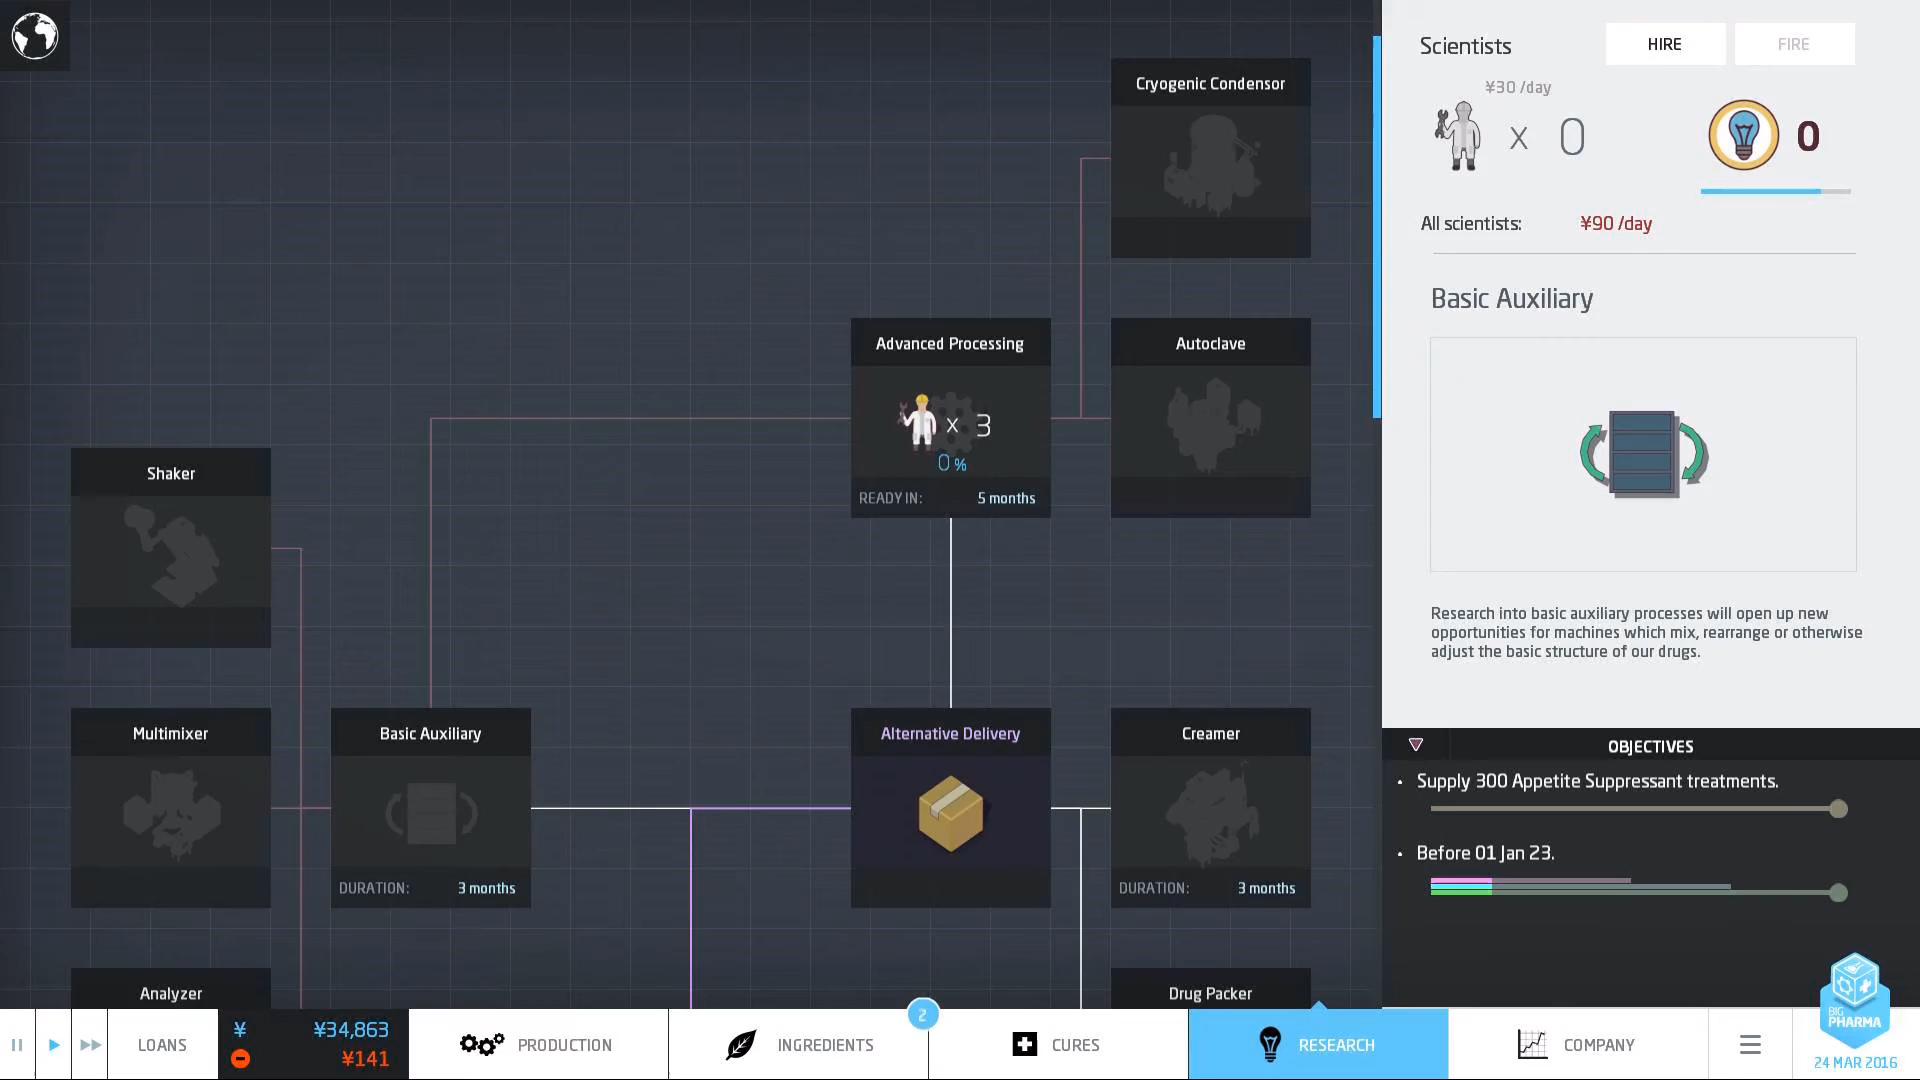 Scientists
HIRE
FIRE
¥30 /day
x 0
0
All scientists: ¥90 /day
Basic Auxiliary
Research into basic auxiliary processes will open up new
opportunities for machines which mix, rearrange or otherwise
adjust the basic structure of our drugs.
OBJECTIVES
Supply 300 Appetite Suppressant treatments.
Before 01 Jan 23.
Cryogenic Condensor
Advanced Processing
x 3
0 %
READY IN: 5 months
Autoclave
Shaker
Multimixer
Basic Auxiliary
DURATION: 3 months
Alternative Delivery
Creamer
DURATION: 3 months
Analyzer
Drug Packer
LOANS
¥ ¥34,863
¥141
PRODUCTION
INGREDIENTS
2
CURES
RESEARCH
COMPANY
BIG
PHARMA
24 MAR 2016